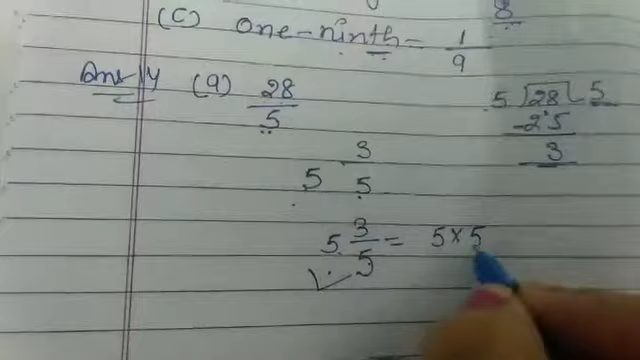 8
(C) One-ninth = 1/9
Ans 4 (a) 28/5
5 ) 28 ( 5
-25
3
5 3/5
5 3/5 = 5×5
✓